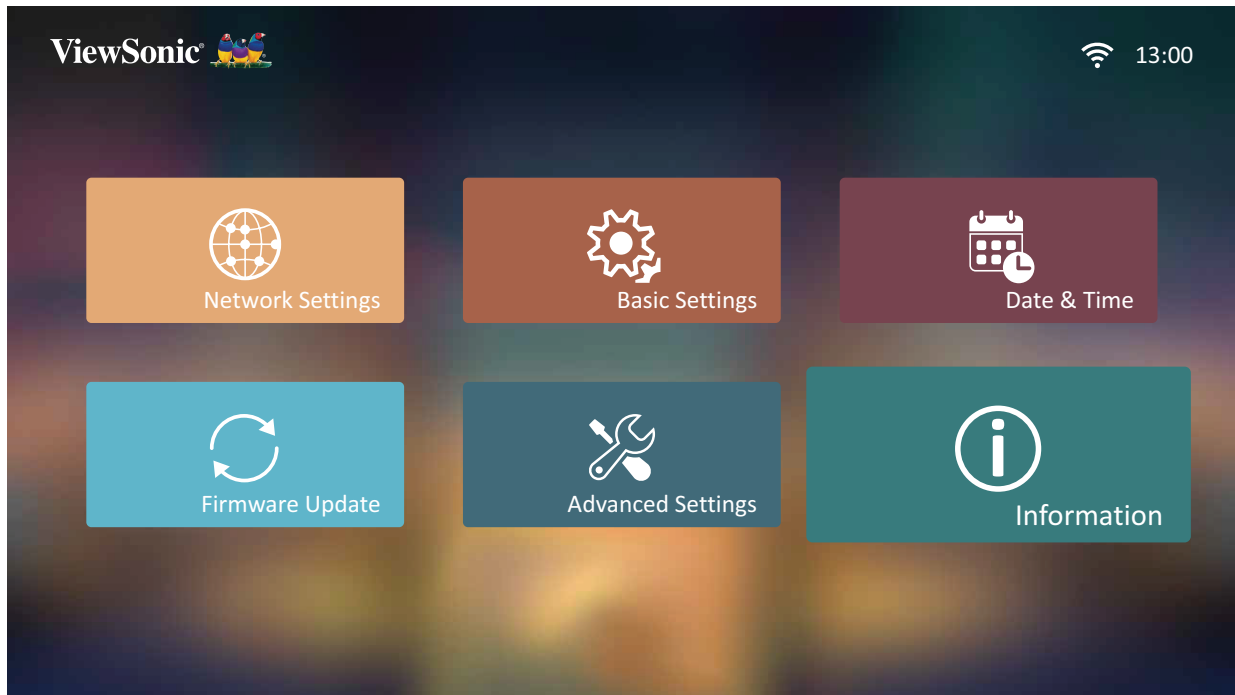 ViewSonic®
13:00
Network Settings
Basic Settings
Date & Time
Firmware Update
Advanced Settings
Information